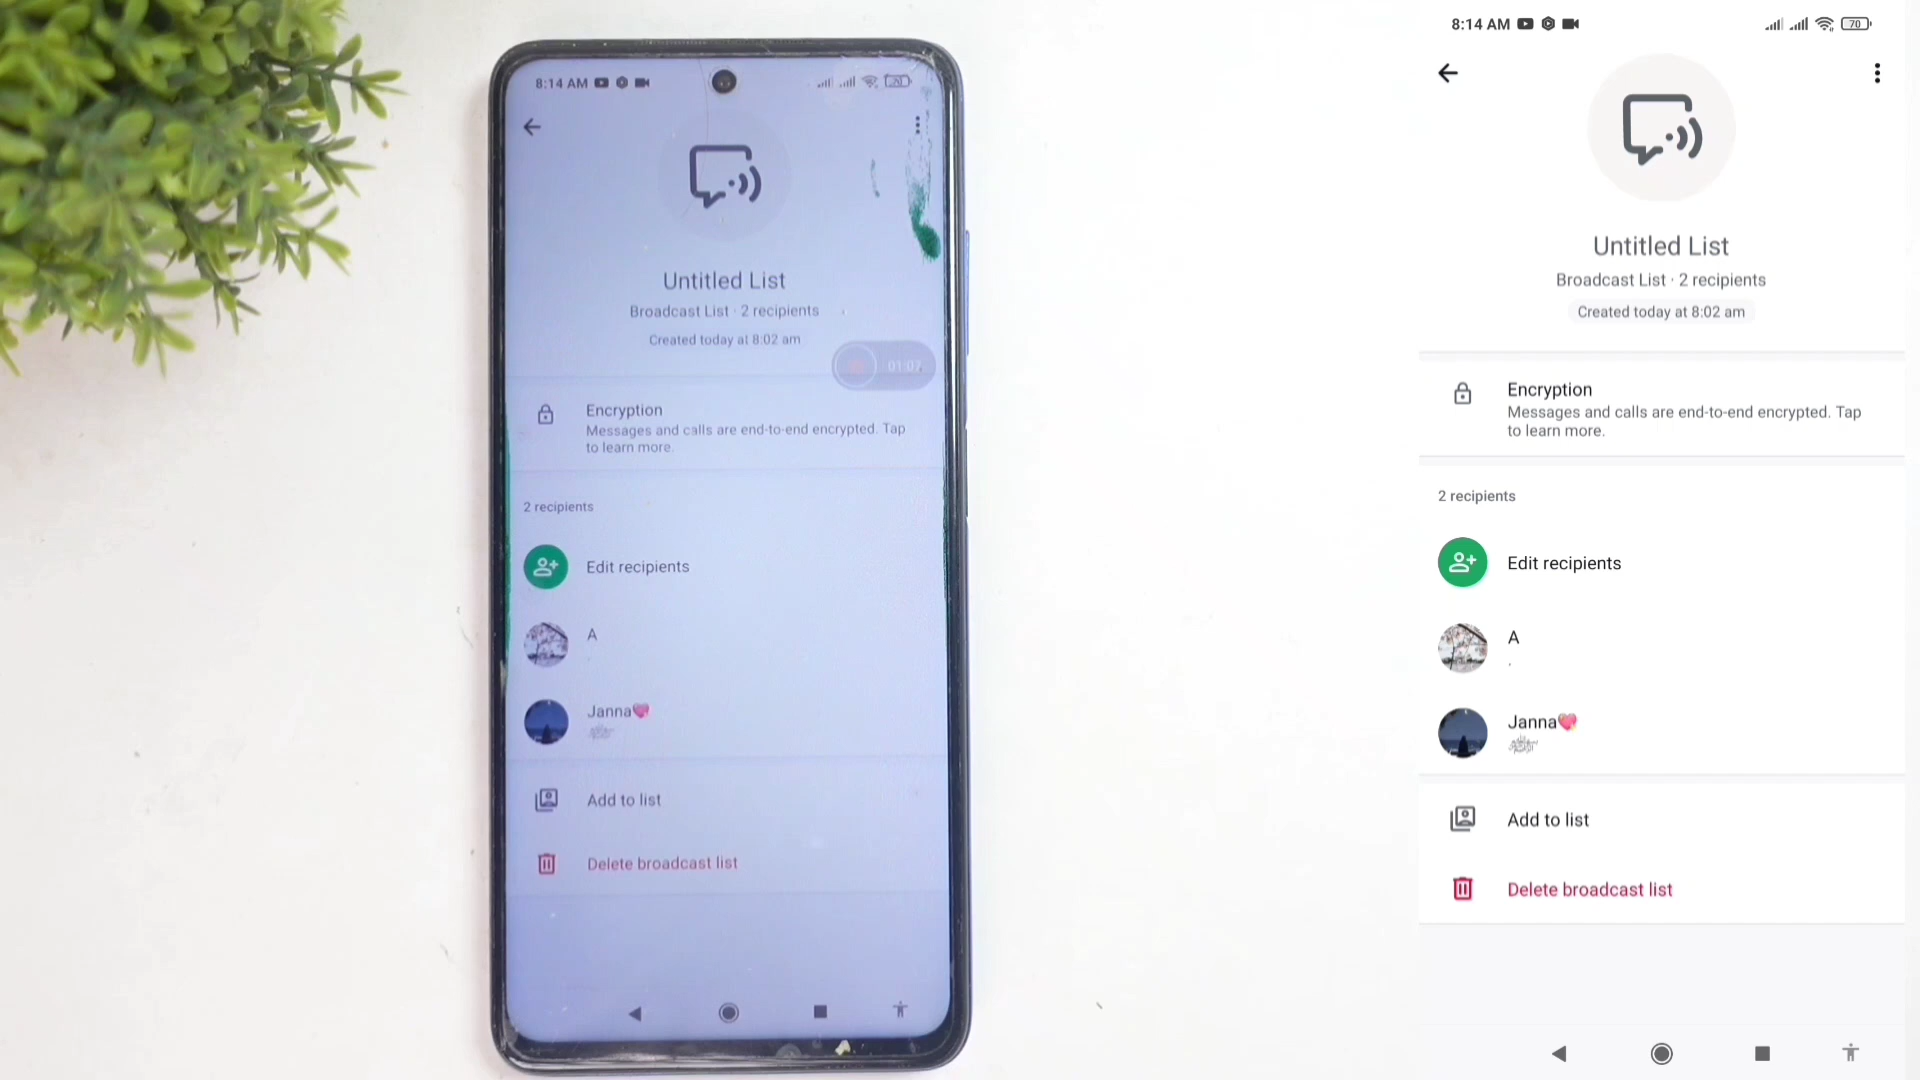 8:14 AM
Untitled List
Broadcast List · 2 recipients
Created today at 8:02 am
01:07
Encryption
Messages and calls are end-to-end encrypted. Tap
to learn more.
2 recipients
Edit recipients
A
.
Janna💘
Add to list
Delete broadcast list
8:14 AM
70
Untitled List
Broadcast List · 2 recipients
Created today at 8:02 am
Encryption
Messages and calls are end-to-end encrypted. Tap
to learn more.
2 recipients
Edit recipients
A
.
Janna💘
Add to list
Delete broadcast list